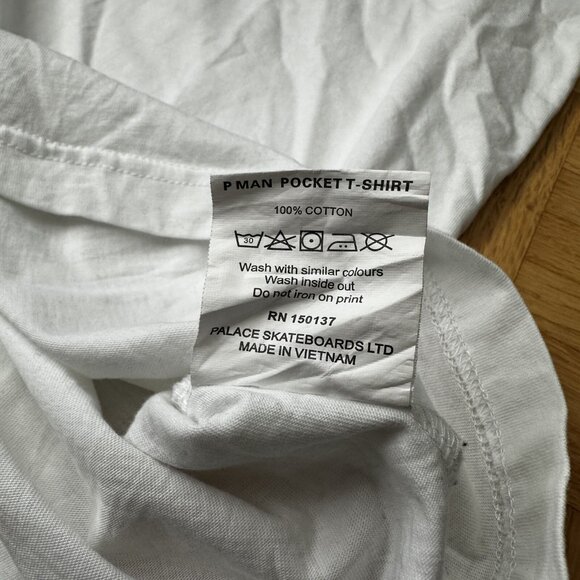 P MAN POCKET T-SHIRT
100% COTTON
30
Wash with similar colours
Wash inside out
Do not iron on print
RN 150137
PALACE SKATEBOARDS LTD
MADE IN VIETNAM